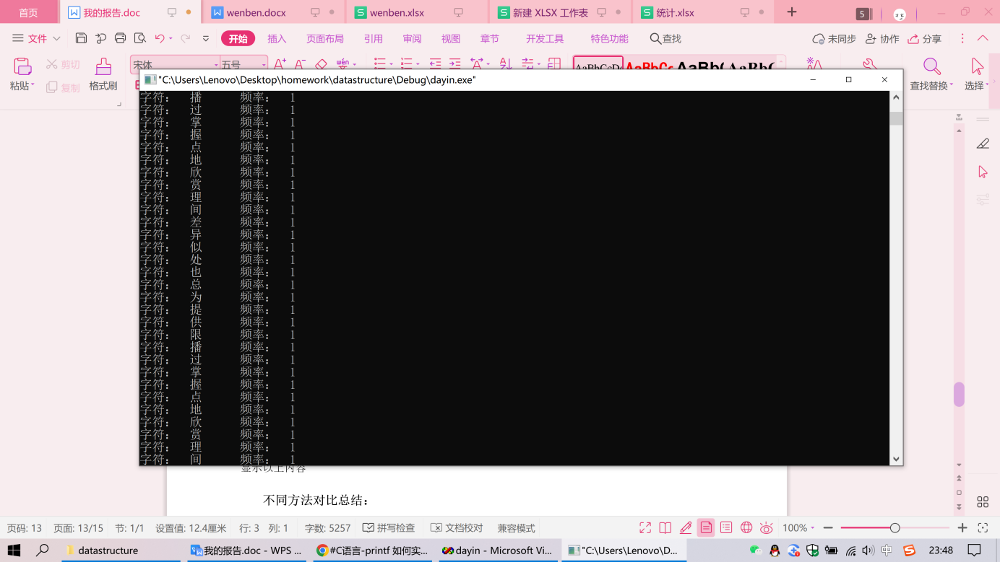 首页 我的报告.doc wenben.docx wenben.xlsx 新建 XLSX 工作表 统计.xlsx 5
文件 开始 插入 页面布局 引用 审阅 视图 章节 开发工具 特色功能 查找 未同步 协作 分享
粘贴 剪切 复制 格式刷 宋体 五号 wén 查找替换 选择
"C:\Users\Lenovo\Desktop\homework\datastructure\Debug\dayin.exe"
字符： 播 频率： 1
字符： 过 频率： 1
字符： 掌 频率： 1
字符： 握 频率： 1
字符： 点 频率： 1
字符： 地 频率： 1
字符： 欣 频率： 1
字符： 赏 频率： 1
字符： 理 频率： 1
字符： 间 频率： 1
字符： 差 频率： 1
字符： 异 频率： 1
字符： 似 频率： 1
字符： 处 频率： 1
字符： 也 频率： 1
字符： 总 频率： 1
字符： 为 频率： 1
字符： 提 频率： 1
字符： 供 频率： 1
字符： 限 频率： 1
字符： 播 频率： 1
字符： 过 频率： 1
字符： 掌 频率： 1
字符： 握 频率： 1
字符： 点 频率： 1
字符： 地 频率： 1
字符： 欣 频率： 1
字符： 赏 频率： 1
字符： 理 频率： 1
字符： 间 频率： 1
显示以上内容
不同方法对比总结：
页码: 13 页面: 13/15 节: 1/1 设置值: 12.4厘米 行: 3 列: 1 字数: 5257 拼写检查 文档校对 兼容模式 100%
datastructure 我的报告.doc - WPS ... #C语言-printf 如何实... dayin - Microsoft Vi... "C:\Users\Lenovo\D... 中 23:48